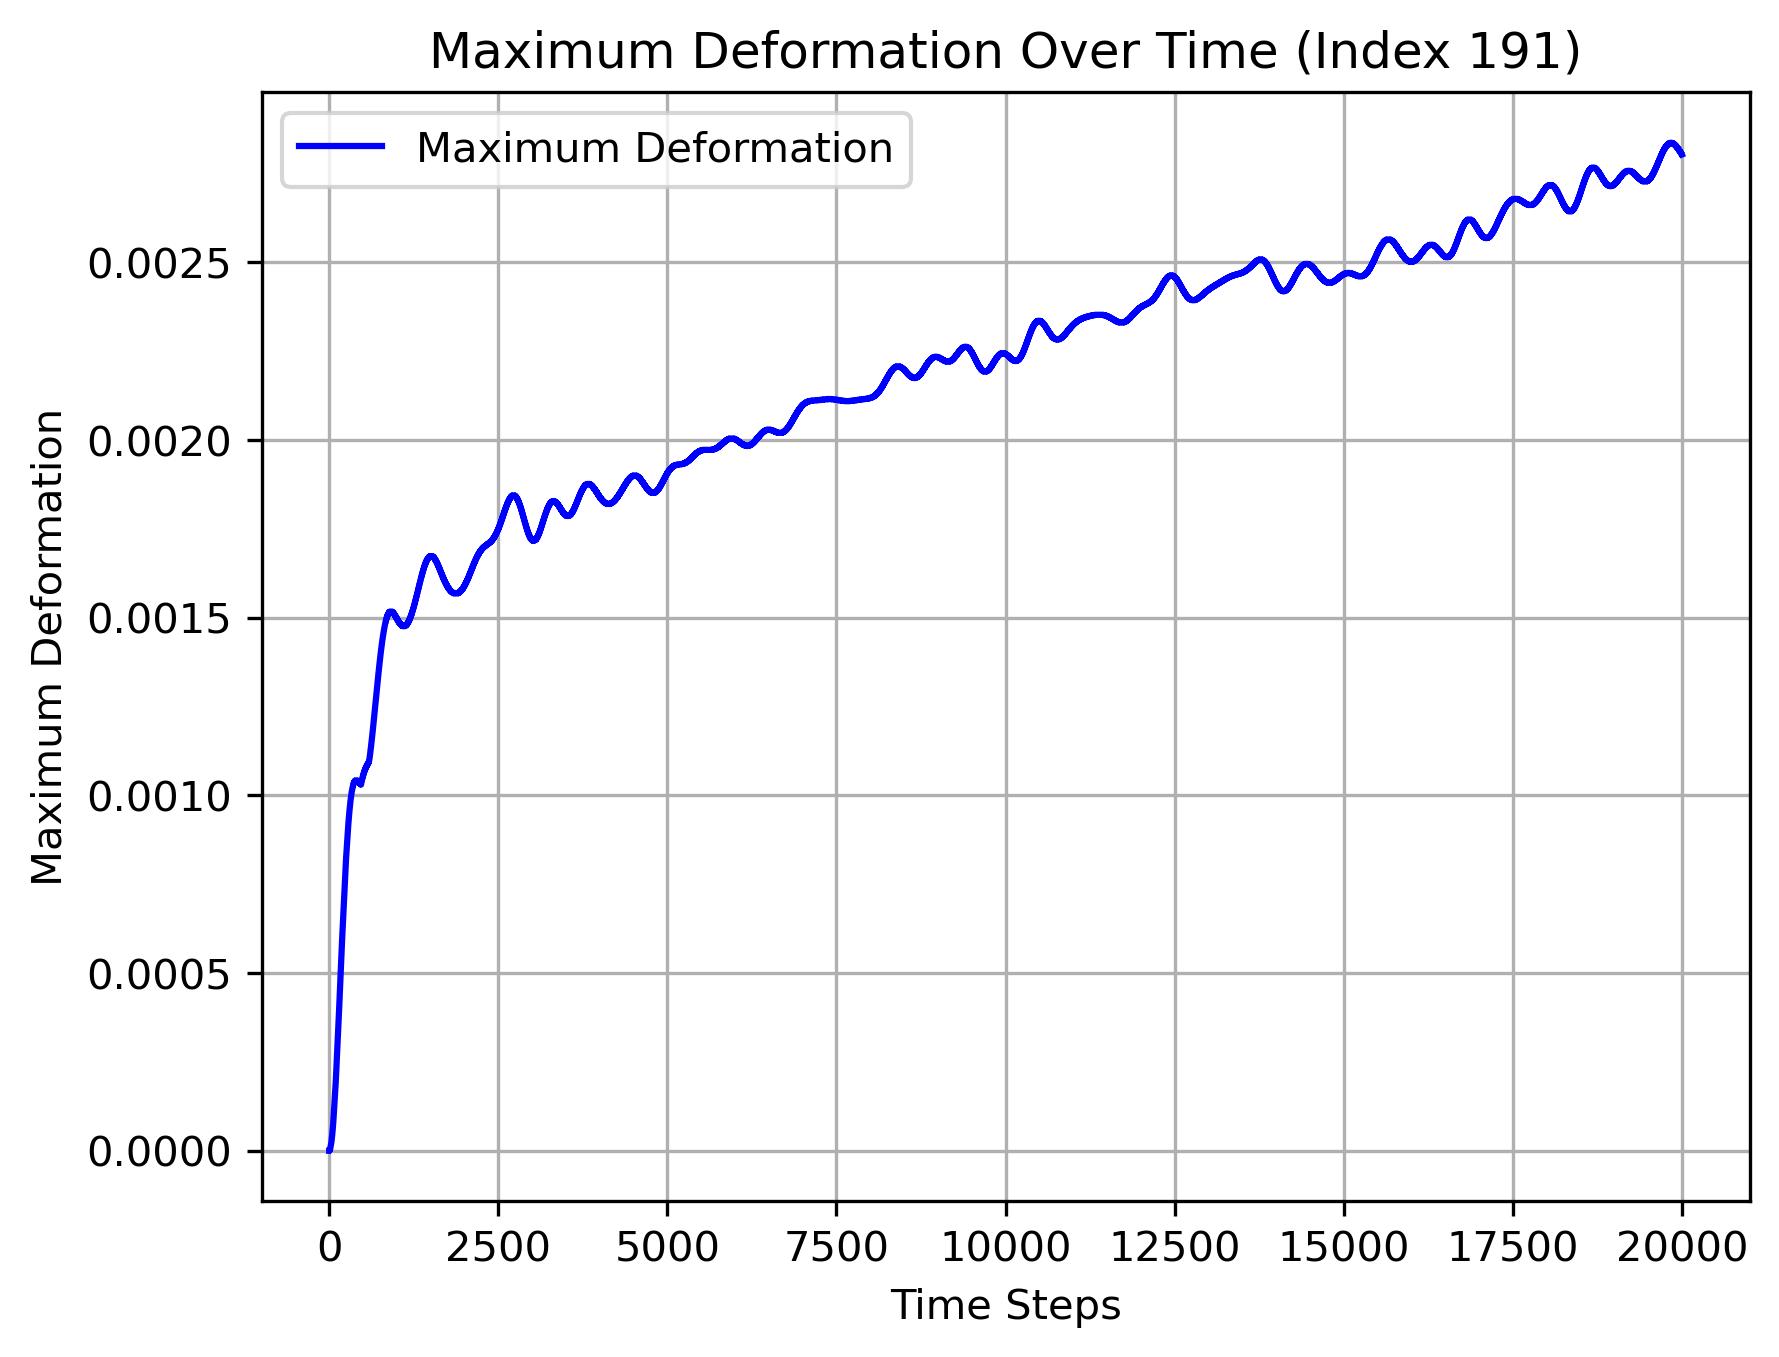 Maximum Deformation Over Time (Index 191)
Maximum Deformation
0.0025
0.0020
0.0015
0.0010
0.0005
0.0000
Maximum Deformation
0 2500 5000 7500 10000 12500 15000 17500 20000
Time Steps